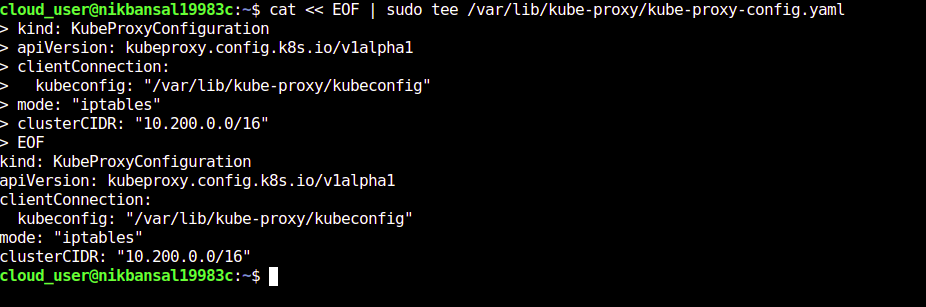 cloud_user@nikbansal19983c:~$ cat << EOF | sudo tee /var/lib/kube-proxy/kube-proxy-config.yaml
> kind: KubeProxyConfiguration
> apiVersion: kubeproxy.config.k8s.io/v1alpha1
> clientConnection:
>   kubeconfig: "/var/lib/kube-proxy/kubeconfig"
> mode: "iptables"
> clusterCIDR: "10.200.0.0/16"
> EOF
kind: KubeProxyConfiguration
apiVersion: kubeproxy.config.k8s.io/v1alpha1
clientConnection:
  kubeconfig: "/var/lib/kube-proxy/kubeconfig"
mode: "iptables"
clusterCIDR: "10.200.0.0/16"
cloud_user@nikbansal19983c:~$